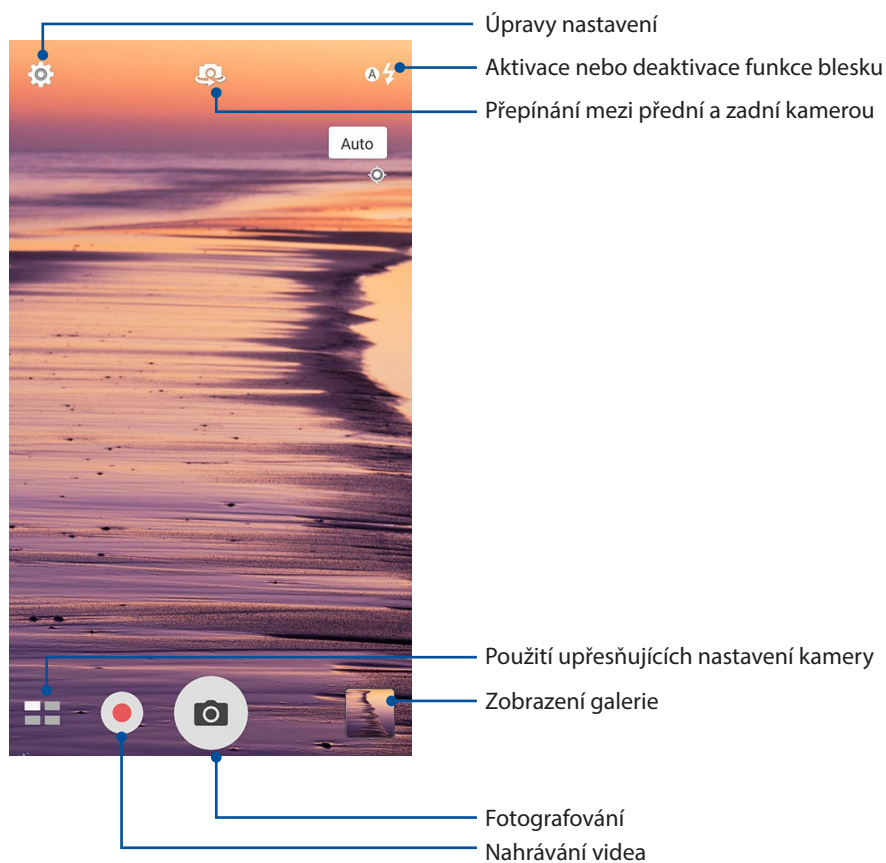 Úpravy nastavení
Aktivace nebo deaktivace funkce blesku
A
Přepínání mezi přední a zadní kamerou
Auto
Použití upřesňujících nastavení kamery
Zobrazení galerie
Fotografování
Nahrávání videa